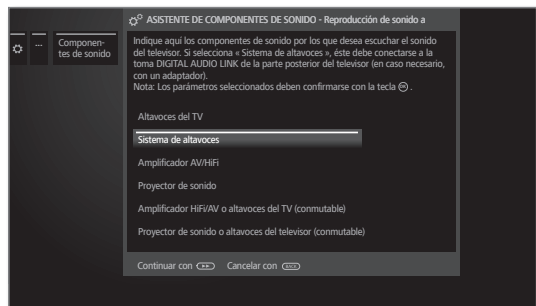 ASISTENTE DE COMPONENTES DE SONIDO - Reproducción de sonido a
...
Componen-
tes de sonido
Indique aquí los componentes de sonido por los que desea escuchar el sonido
del televisor. Si selecciona « Sistema de altavoces », éste debe conectarse a la
toma DIGITAL AUDIO LINK de la parte posterior del televisor (en caso necesario,
con un adaptador).
Nota: Los parámetros seleccionados deben confirmarse con la tecla OK .
Altavoces del TV
Sistema de altavoces
Amplificador AV/HiFi
Proyector de sonido
Amplificador HiFi/AV o altavoces del TV (conmutable)
Proyector de sonido o altavoces del televisor (conmutable)
Continuar con Cancelar con BACK